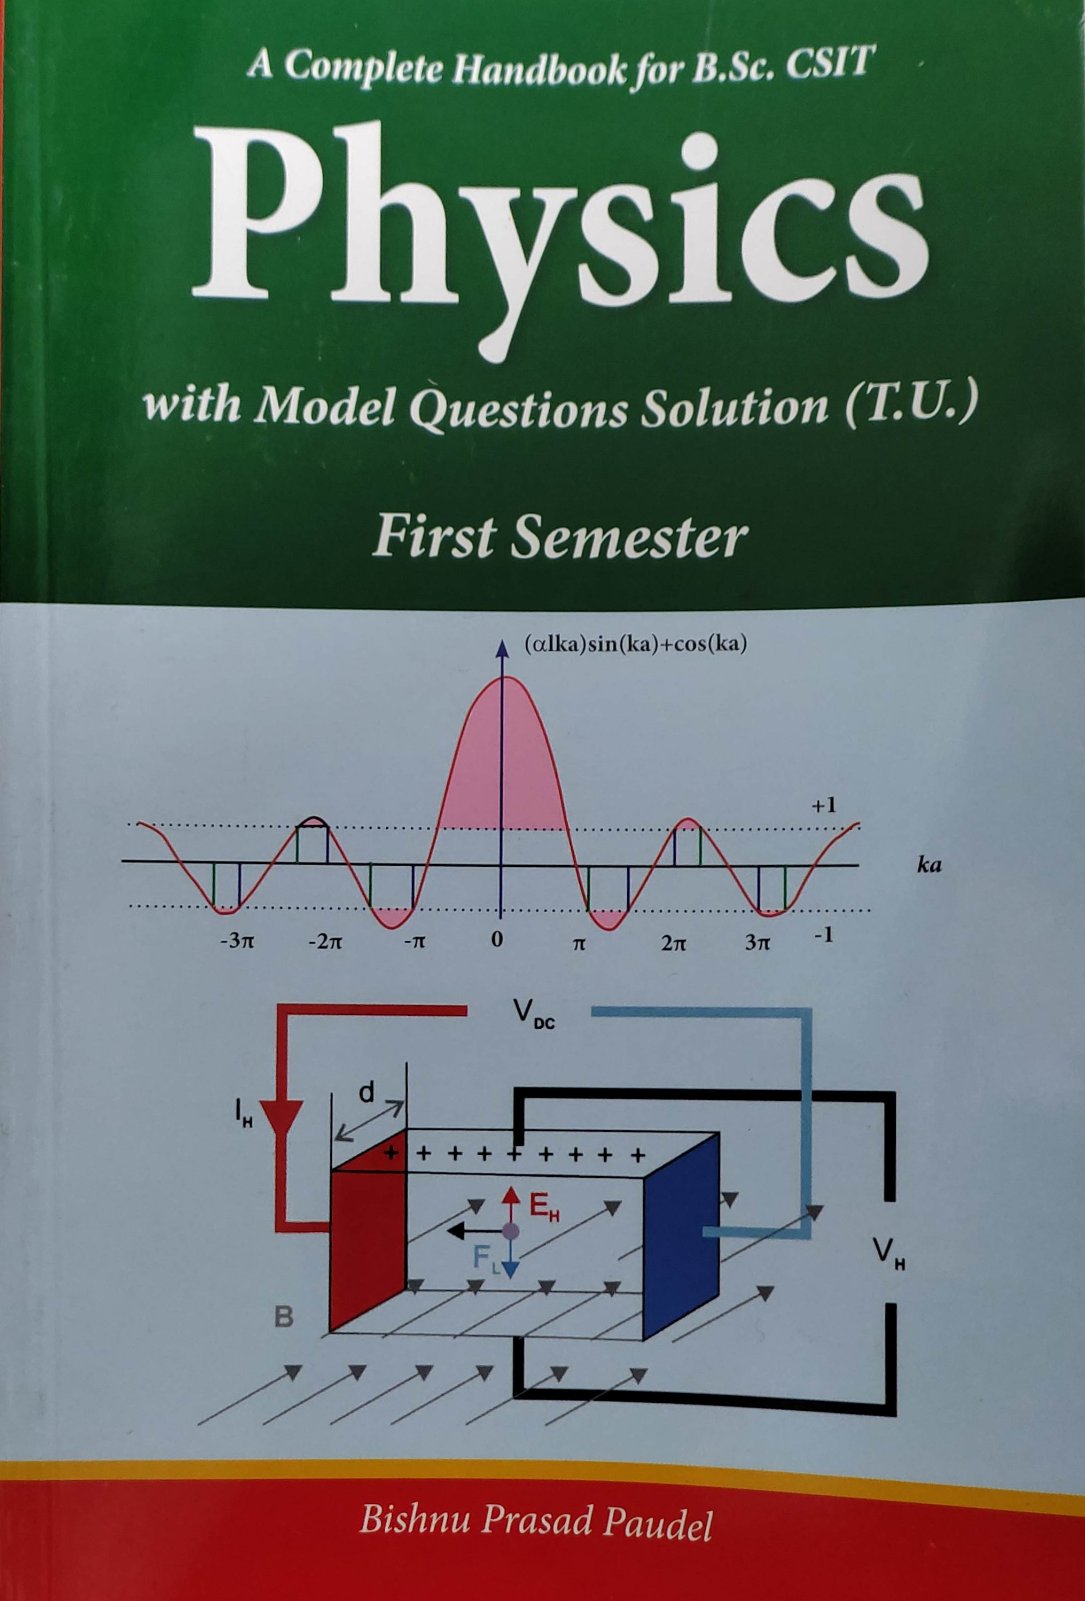 A Complete Handbook for B.Sc. CSIT
Physics
with Model Questions Solution (T.U.)
First Semester
(αlka)sin(ka)+cos(ka)
+1
ka
-3π -2π -π 0 π 2π 3π -1
V_DC
d
I_H
+ + + + + + + + +
E_H
F_L
V_H
B
Bishnu Prasad Paudel